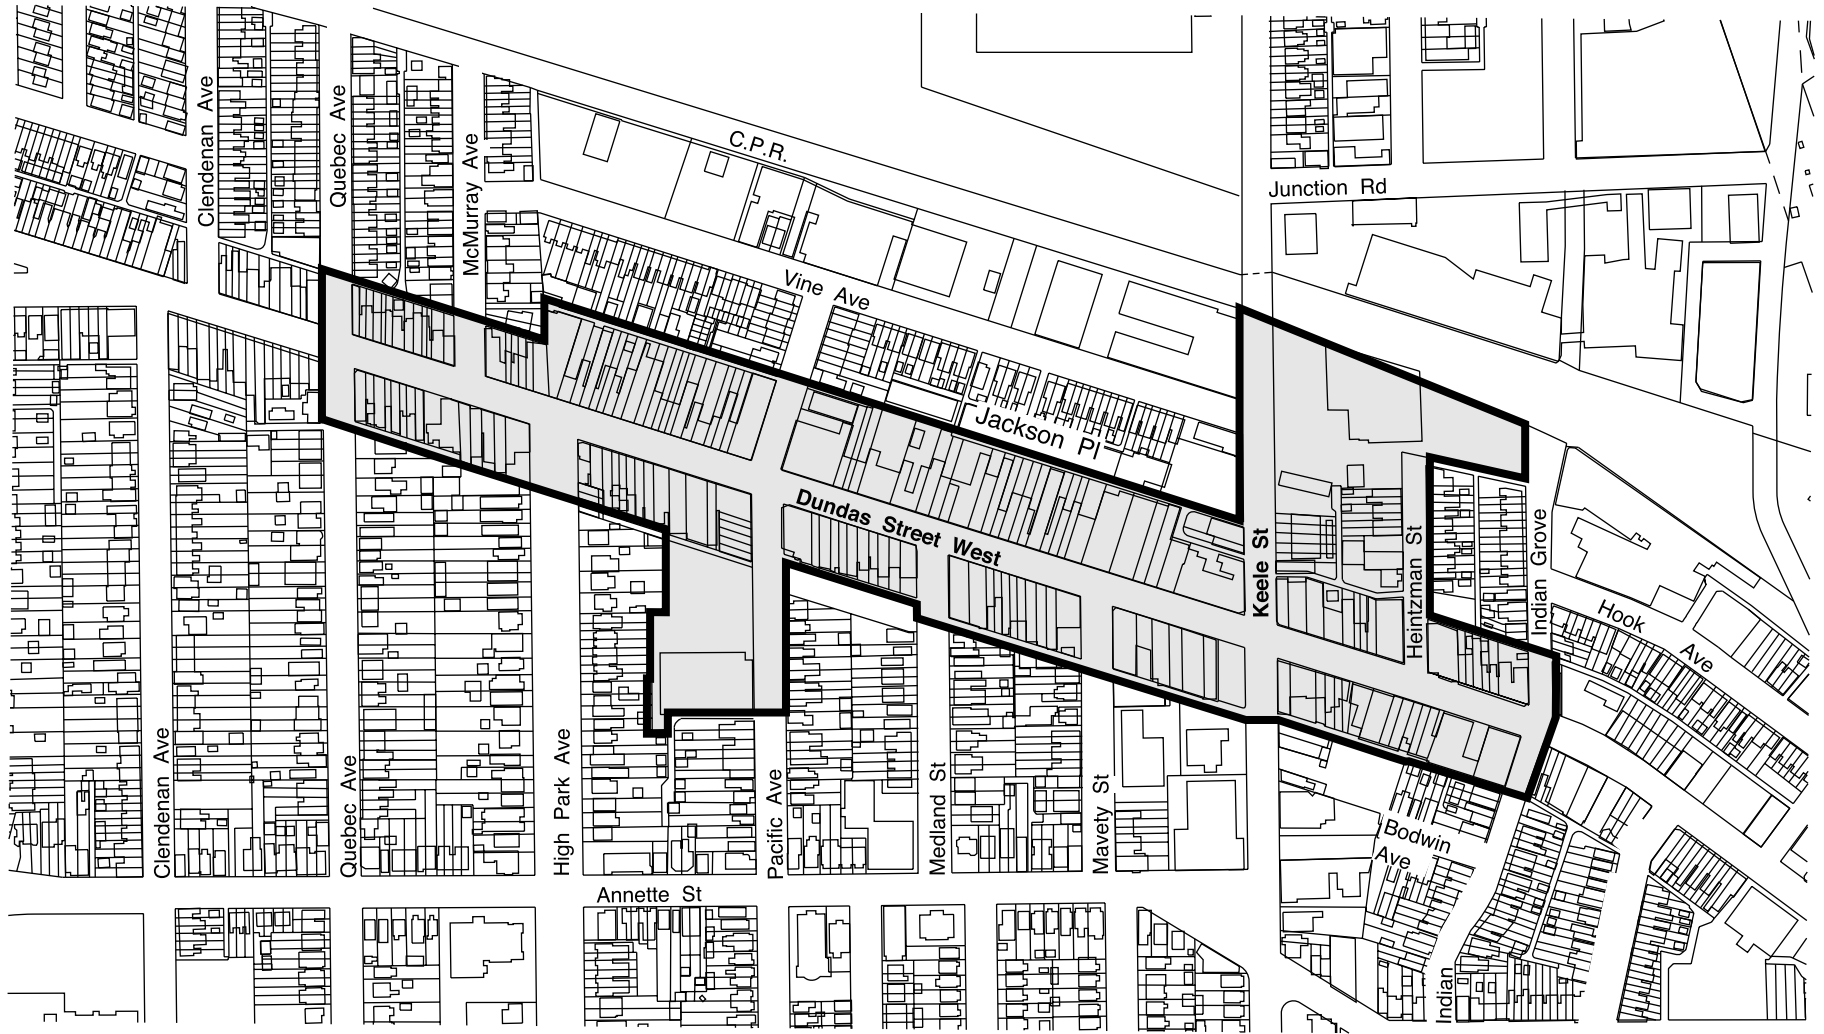 Clendenan Ave
Quebec Ave
McMurray Ave
C.P.R.
Junction Rd
Vine Ave
Jackson Pl
Dundas Street West
Keele St
Heintzman St
Indian Grove
Hook
Ave
Clendenan Ave
Quebec Ave
High Park Ave
Pacific Ave
Medland St
Mavety St
Bodwin
Ave
Annette St
Indian